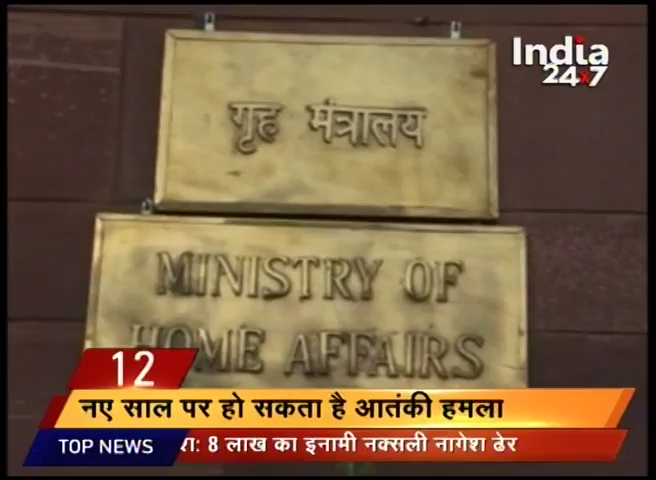 India
24x7
गृह मंत्रालय
MINISTRY OF
HOME AFFAIRS
12
नए साल पर हो सकता है आतंकी हमला
TOP NEWS
रा: 8 लाख का इनामी नक्सली नागेश ढेर